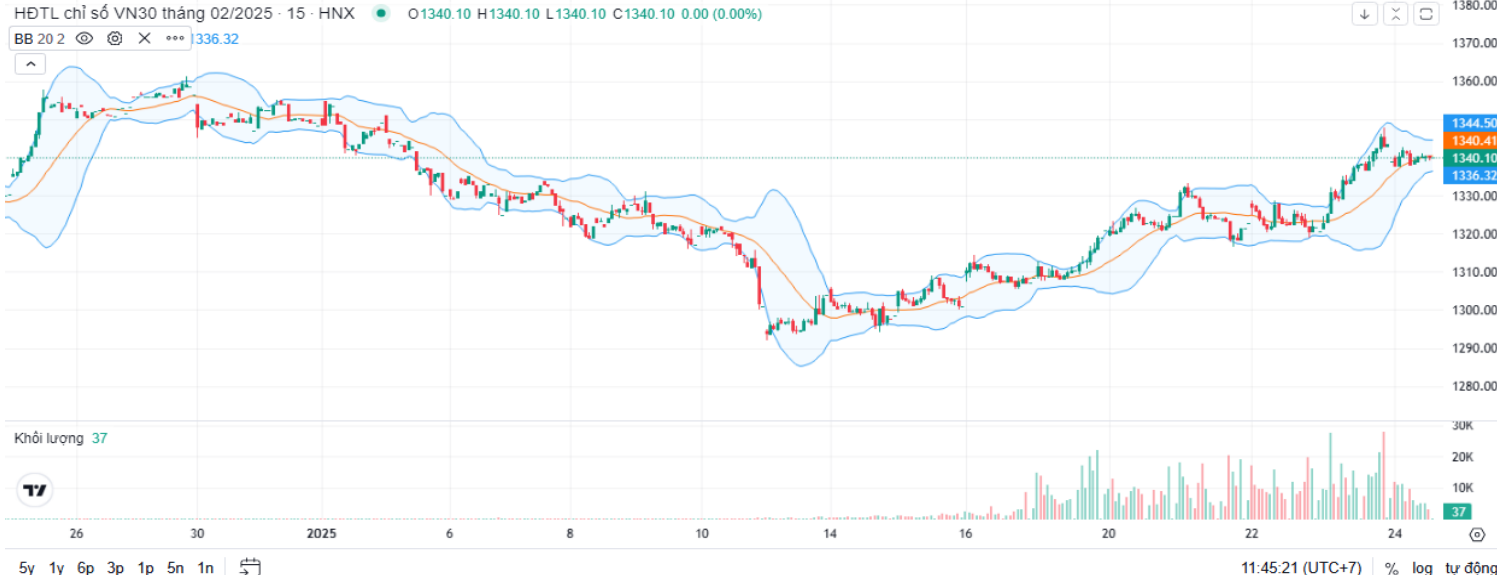 HĐTL chỉ số VN30 tháng 02/2025 · 15 · HNX O1340.10 H1340.10 L1340.10 C1340.10 0.00 (0.00%)
BB 20 2 1336.32
1380.00
1370.00
1360.00
1344.50
1340.41
1340.10
1336.32
1330.00
1320.00
1310.00
1300.00
1290.00
1280.00
Khối lượng 37
30K
20K
10K
37
26 30 2025 6 8 10 14 16 20 22 24
5y 1y 6p 3p 1p 5n 1n 11:45:21 (UTC+7) % log tự động